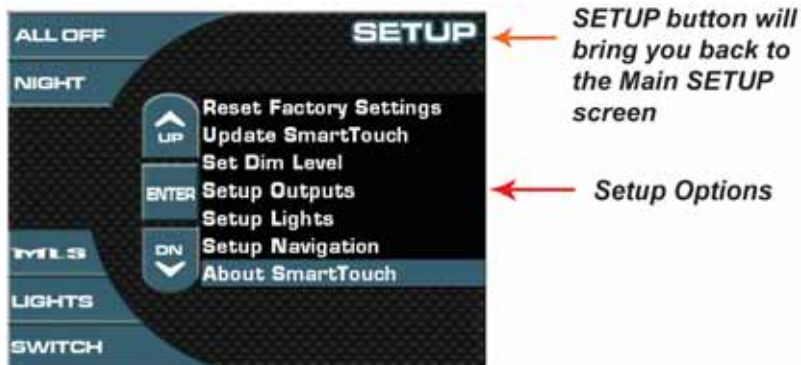 ALL OFF
SETUP
NIGHT
SETUP button will
bring you back to
the Main SETUP
screen
UP
ENTER
DN
Reset Factory Settings
Update SmartTouch
Set Dim Level
Setup Outputs
Setup Lights
Setup Navigation
About SmartTouch
Setup Options
MLS
LIGHTS
SWITCH